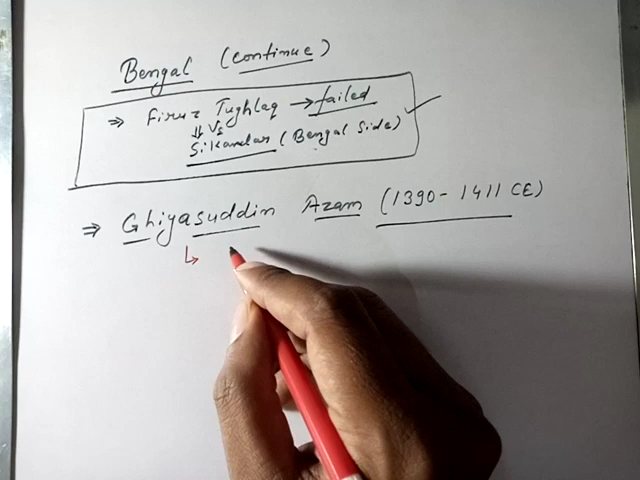 Bengal (continue)
⇒ Firuz Tughlaq → failed
⇓ Vs
Sikandar (Bengal Side)
⇒ Ghiyasuddin Azam (1390 - 1411 CE)
↳